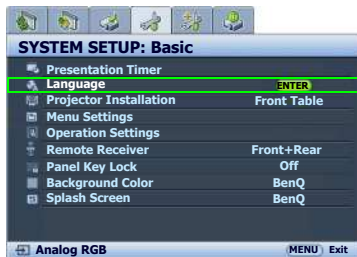 SYSTEM SETUP: Basic
Presentation Timer
Language ENTER
Projector Installation Front Table
Menu Settings
Operation Settings
Remote Receiver Front+Rear
Panel Key Lock Off
Background Color BenQ
Splash Screen BenQ
Analog RGB MENU Exit